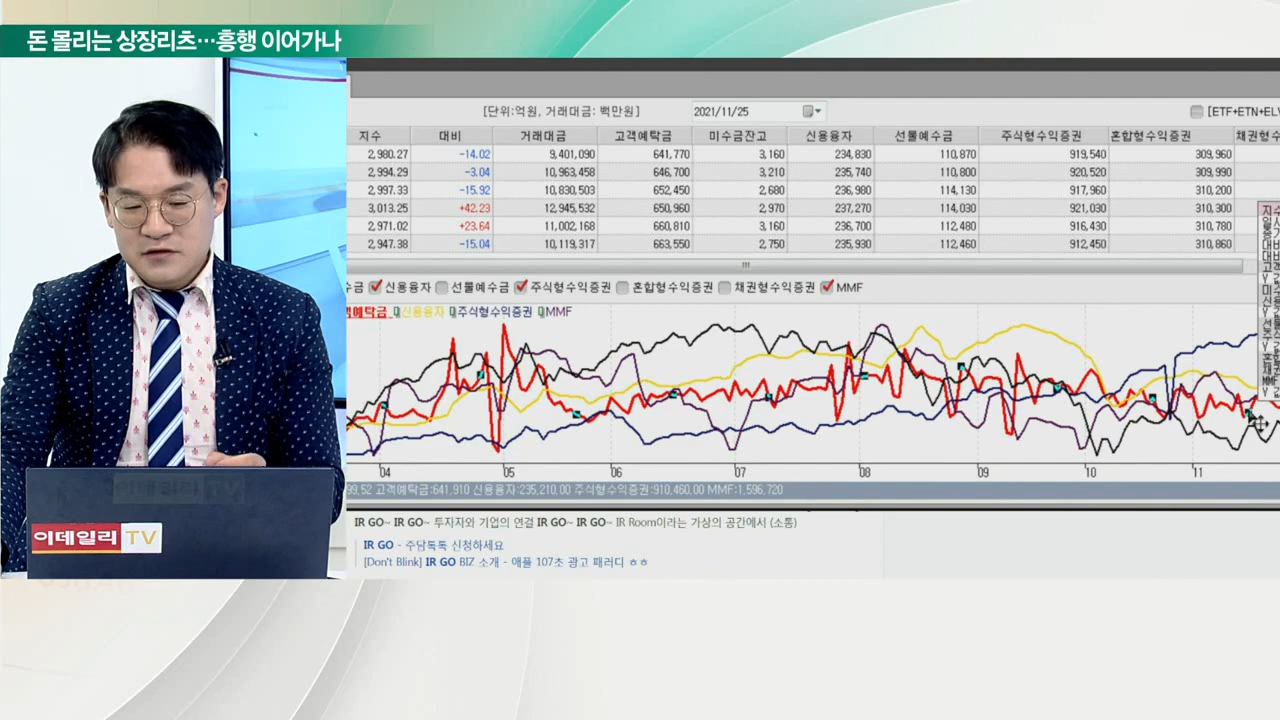 돈 몰리는 상장리츠…흥행 이어가나
[단위:억원, 거래대금: 백만원] 2021/11/25 [ETF+ETN+EL
지수 대비 거래대금 고객예탁금 미수금잔고 신용융자 선물예수금 주식형수익증권 혼합형수익증권 채권형수
2,980.27 -14.02 9,401,090 641,770 3,160 234,830 110,870 919,540 309,960
2,994.29 -3.04 10,963,458 646,700 3,210 235,740 110,800 920,520 309,990
2,997.33 -15.92 10,830,503 652,450 2,680 236,980 114,130 917,960 310,200
3,013.25 +42.23 12,945,532 650,960 2,970 237,270 114,030 921,030 310,300
2,971.02 +23.64 11,002,168 660,810 3,160 236,700 112,480 916,430 310,780
2,947.38 -15.04 10,119,317 663,550 2,750 235,930 112,460 912,450 310,860
수금 신용융자 선물예수금 주식형수익증권 혼합형수익증권 채권형수익증권 MMF
예탁금 신용융자 주식형수익증권 MMF
04 05 06 07 08 09 10 11
99,52 고객예탁금:641,910 신용융자:235,210,00 주식형수익증권:910,460,00 MMF:1,596,720
IR GO~ IR GO~ 투자자와 기업의 연결 IR GO~ IR GO~ IR Room이라는 가상의 공간에서 (소통)
IR GO - 주담톡톡 신청하세요
[Don't Blink] IR GO BIZ 소개 - 애플 107초 광고 패러디 ㅎㅎ
이데일리 TV